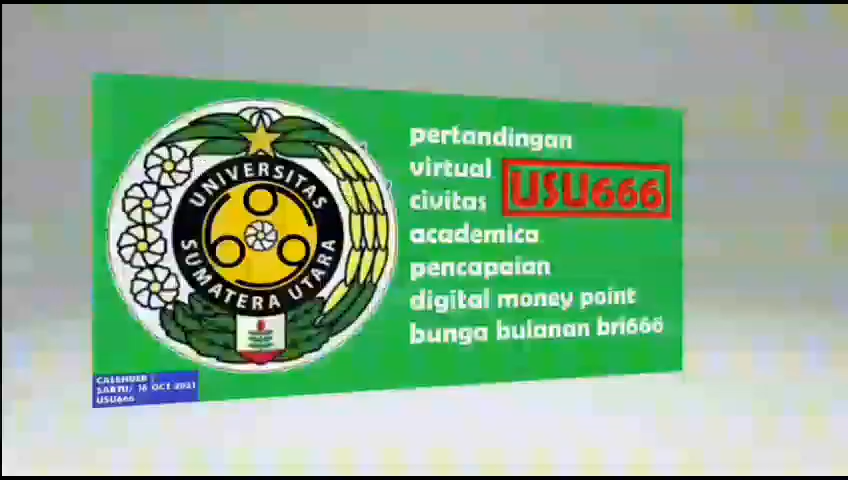 UNIVERSITAS
SUMATERA UTARA
pertandingan
virtual
civitas
USU666
academica
pencapaian
digital money point
bunga bulanan bri666
CALENDER :
SABTU/ 16 OCT 2021
USU666